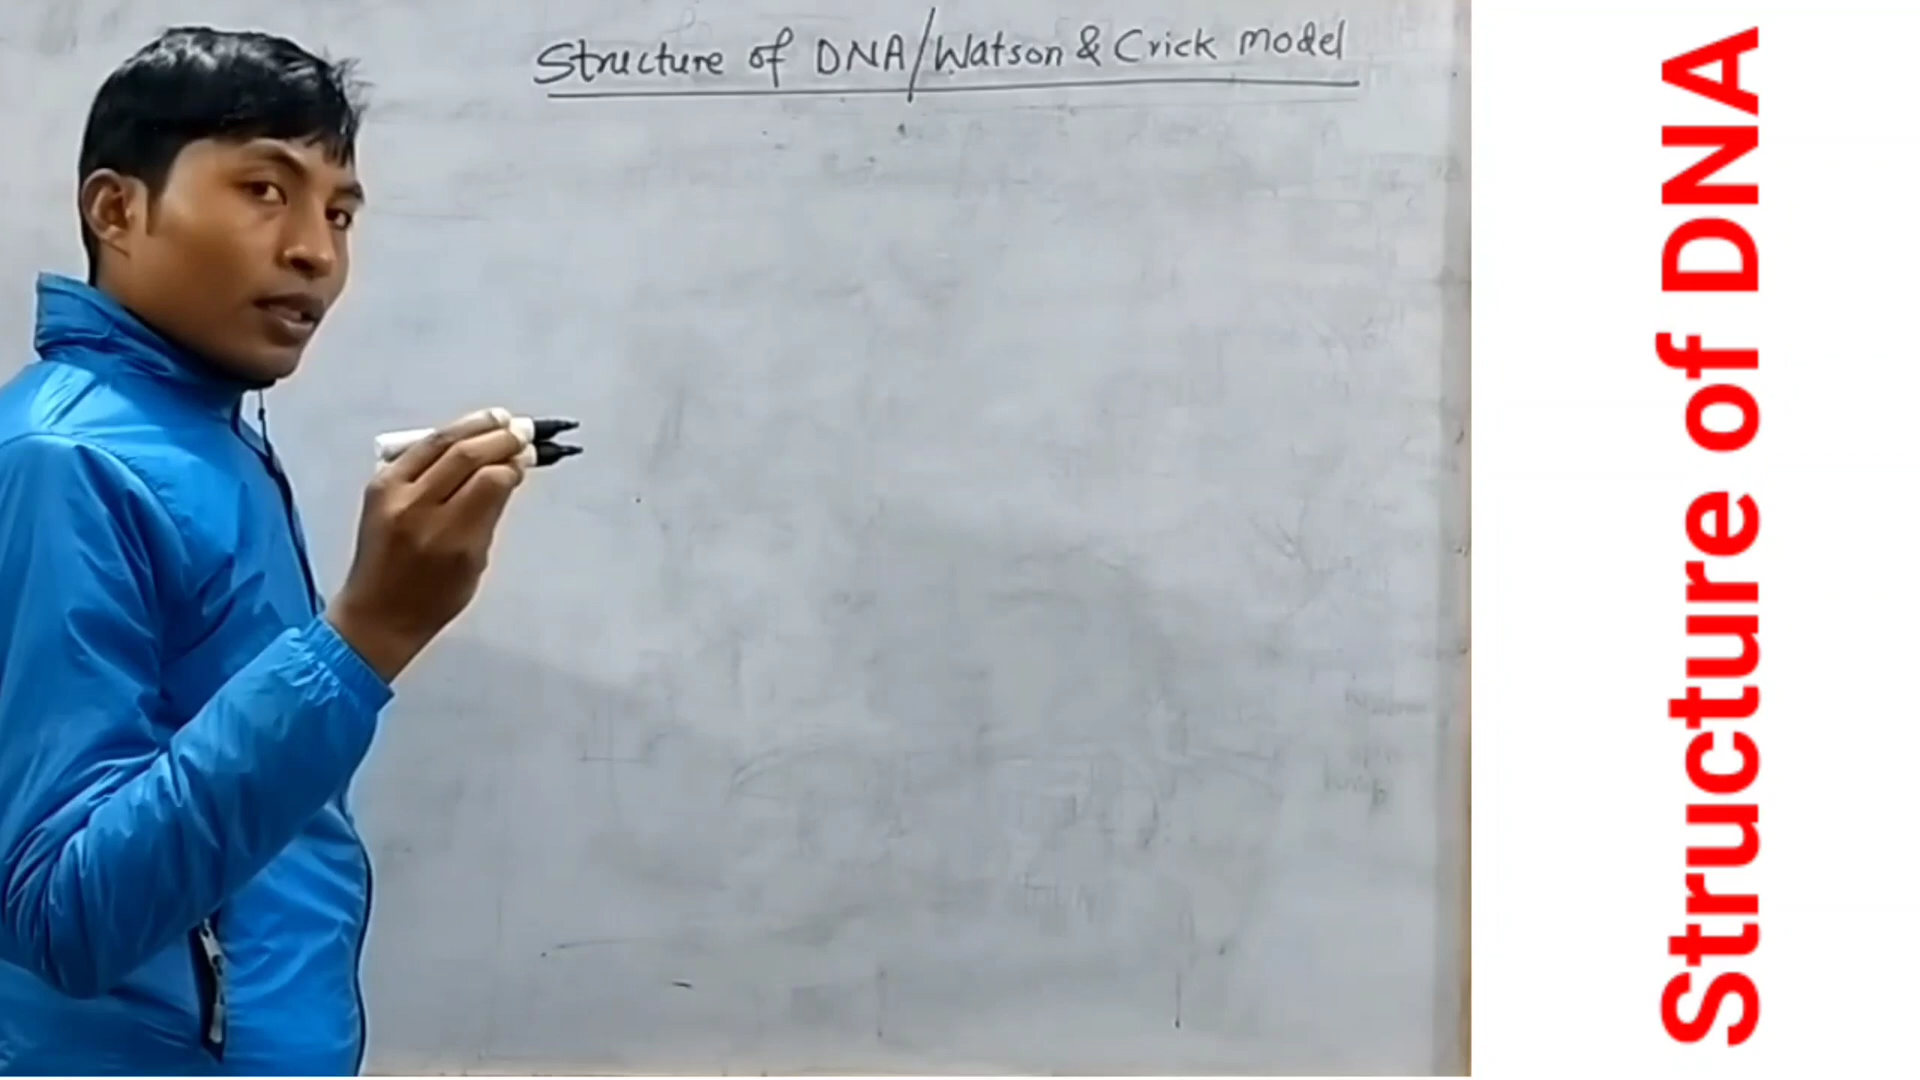 Structure of DNA/Watson & Crick Model
Structure of DNA